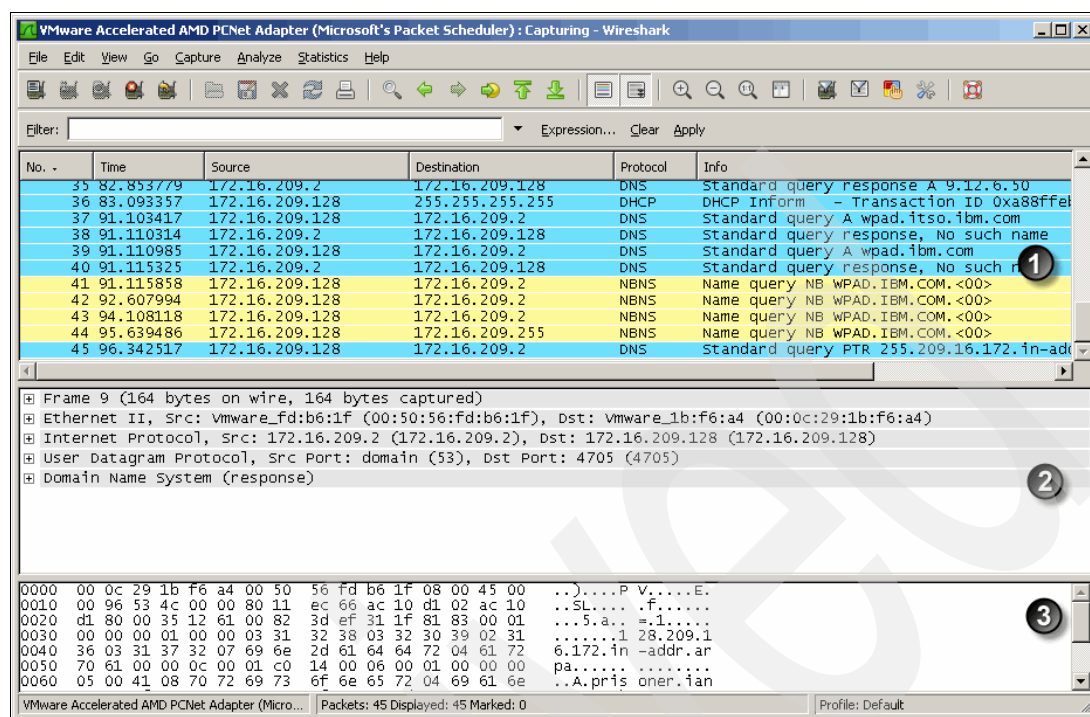 VMware Accelerated AMD PCNet Adapter (Microsoft's Packet Scheduler) : Capturing - Wireshark
File Edit View Go Capture Analyze Statistics Help
Filter: Expression... Clear Apply
No. Time Source Destination Protocol Info
35 82.853779 172.16.209.2 172.16.209.128 DNS Standard query response A 9.12.6.50
36 83.093357 172.16.209.128 255.255.255.255 DHCP DHCP Inform - Transaction ID 0xa88ffeb
37 91.103417 172.16.209.128 172.16.209.2 DNS Standard query A wpad.itso.ibm.com
38 91.110314 172.16.209.2 172.16.209.128 DNS Standard query response, No such name
39 91.110985 172.16.209.128 172.16.209.2 DNS Standard query A wpad.ibm.com
40 91.115325 172.16.209.2 172.16.209.128 DNS Standard query response, No such
1
41 91.115858 172.16.209.128 172.16.209.2 NBNS Name query NB WPAD.IBM.COM.<00>
42 92.607994 172.16.209.128 172.16.209.2 NBNS Name query NB WPAD.IBM.COM.<00>
43 94.108118 172.16.209.128 172.16.209.2 NBNS Name query NB WPAD.IBM.COM.<00>
44 95.639486 172.16.209.128 172.16.209.255 NBNS Name query NB WPAD.IBM.COM.<00>
45 96.342517 172.16.209.128 172.16.209.2 DNS Standard query PTR 255.209.16.172.in-add
Frame 9 (164 bytes on wire, 164 bytes captured)
Ethernet II, Src: Vmware_fd:b6:1f (00:50:56:fd:b6:1f), Dst: Vmware_1b:f6:a4 (00:0c:29:1b:f6:a4)
Internet Protocol, Src: 172.16.209.2 (172.16.209.2), Dst: 172.16.209.128 (172.16.209.128)
User Datagram Protocol, Src Port: domain (53), Dst Port: 4705 (4705)
Domain Name System (response)
2
0000 00 0c 29 1b f6 a4 00 50 56 fd b6 1f 08 00 45 00 ..)....P V.....E.
0010 00 96 53 4c 00 00 80 11 ec 66 ac 10 d1 02 ac 10 ..SL.... .f......
0020 d1 80 00 35 12 61 00 82 3d ef 31 1f 81 83 00 01 ...5.a.. =.1.....
3
0030 00 00 00 01 00 00 03 31 32 38 03 32 30 39 02 31 .......1 28.209.1
0040 36 03 31 37 32 07 69 6e 2d 61 64 64 72 04 61 72 6.172.in -addr.ar
0050 70 61 00 00 0c 00 01 c0 14 00 06 00 01 00 00 00 pa...... ........
0060 05 00 41 08 70 72 69 73 6f 6e 65 72 04 69 61 6e ..A.pris oner.ian
VMware Accelerated AMD PCNet Adapter (Micro... Packets: 45 Displayed: 45 Marked: 0 Profile: Default